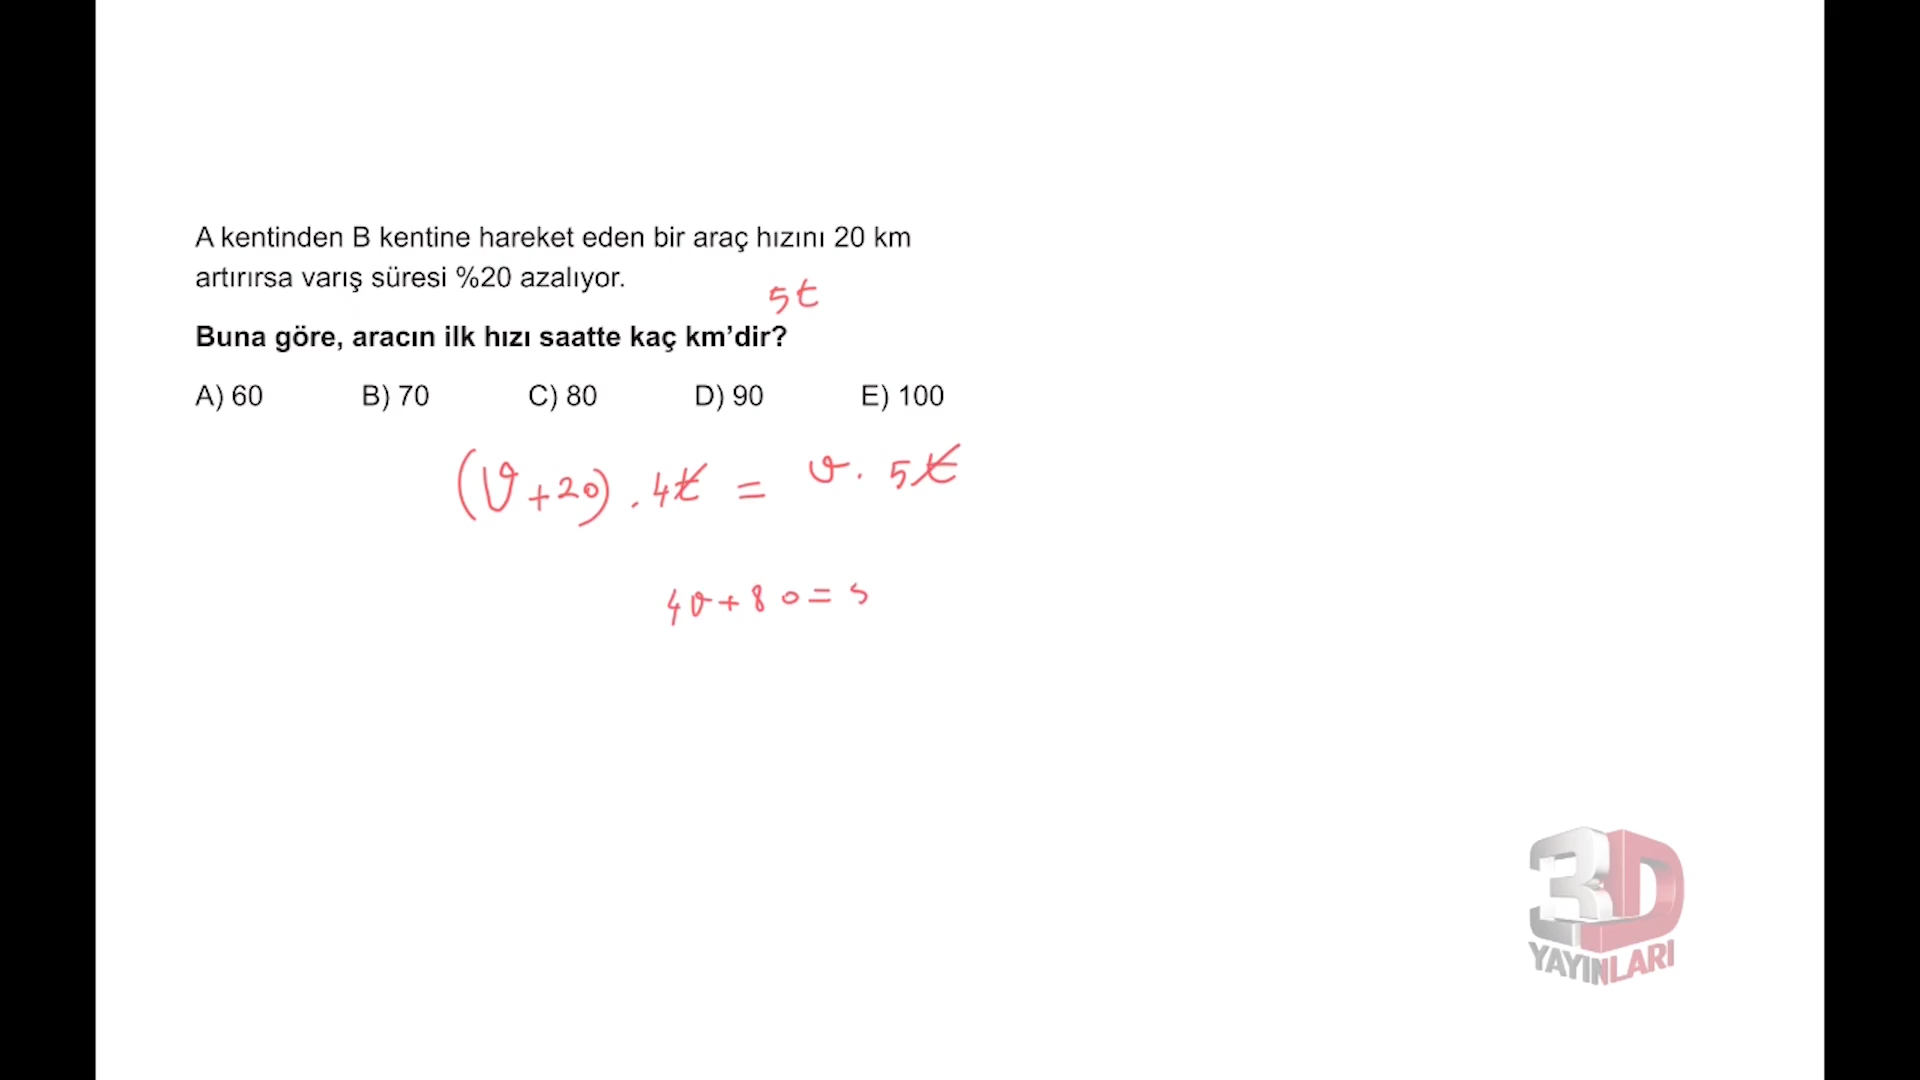 A kentinden B kentine hareket eden bir araç hızını 20 km
artırırsa varış süresi %20 azalıyor.
5t
Buna göre, aracın ilk hızı saatte kaç km’dir?
A) 60 B) 70 C) 80 D) 90 E) 100
(V+20) . 4t = v . 5t
4v+80=5
3D
YAYINLARI